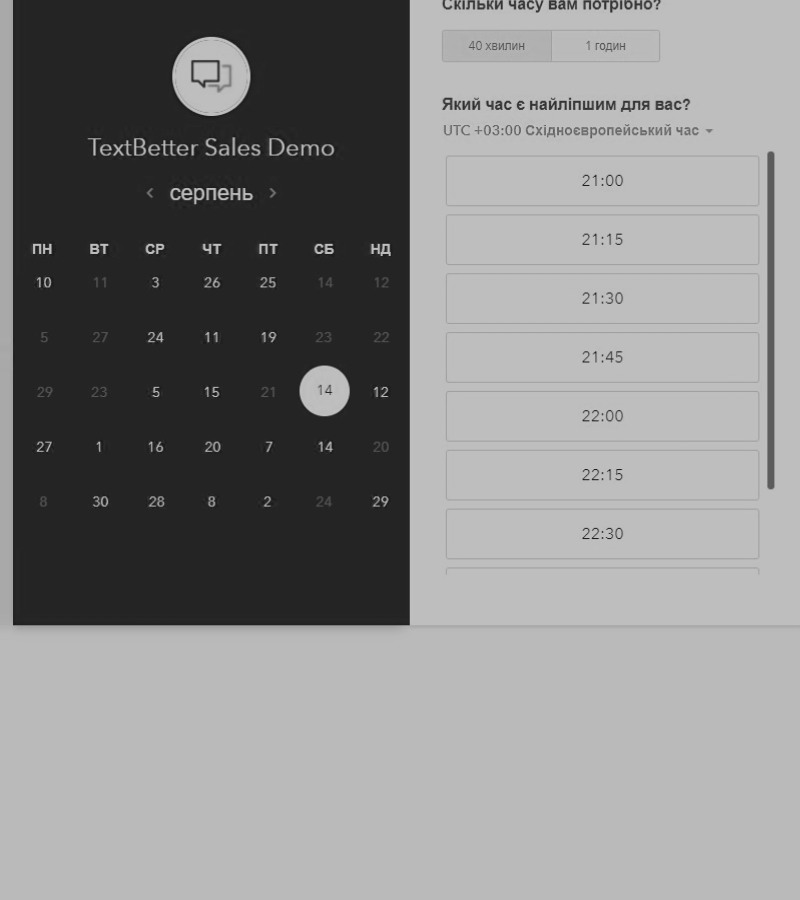 TextBetter Sales Demo
серпень
ПН ВТ СР ЧТ ПТ СБ НД
10 11 3 26 25 14 12
5 27 24 11 19 23 22
29 23 5 15 21 14 12
27 1 16 20 7 14 20
8 30 28 8 2 24 29
Скільки часу вам потрібно?
40 хвилин 1 годин
Який час є найліпшим для вас?
UTC +03:00 Східноєвропейський час
21:00
21:15
21:30
21:45
22:00
22:15
22:30